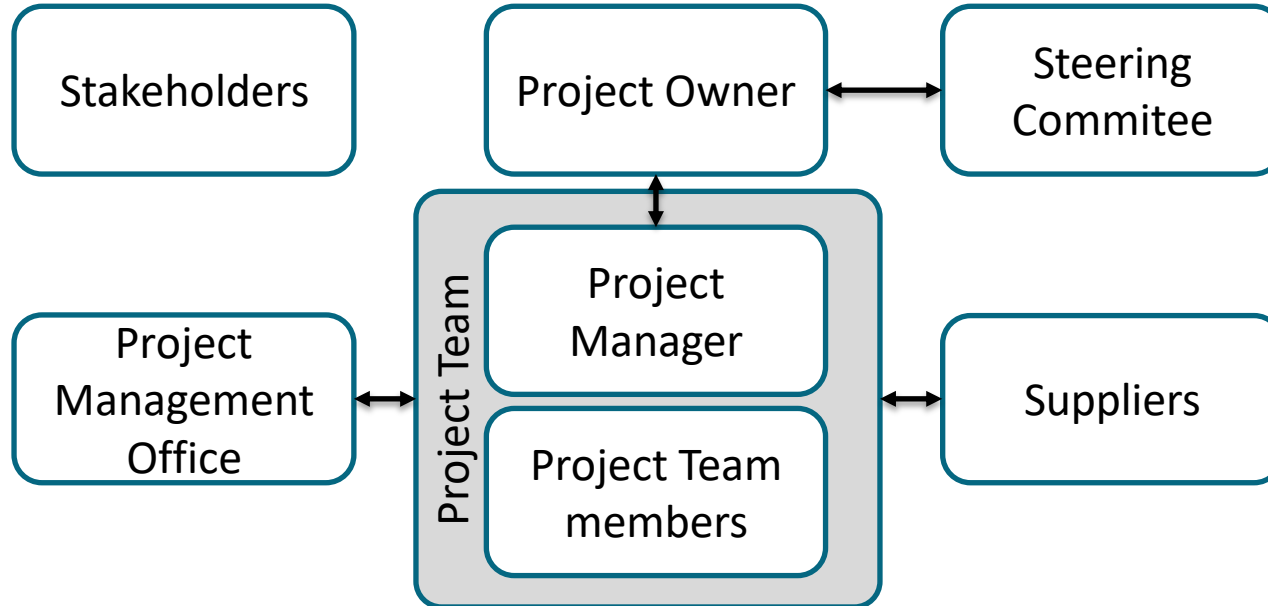 Stakeholders
Project Owner
Steering
Commitee
Project Team
Project
Manager
Project Team
members
Project
Management
Office
Suppliers